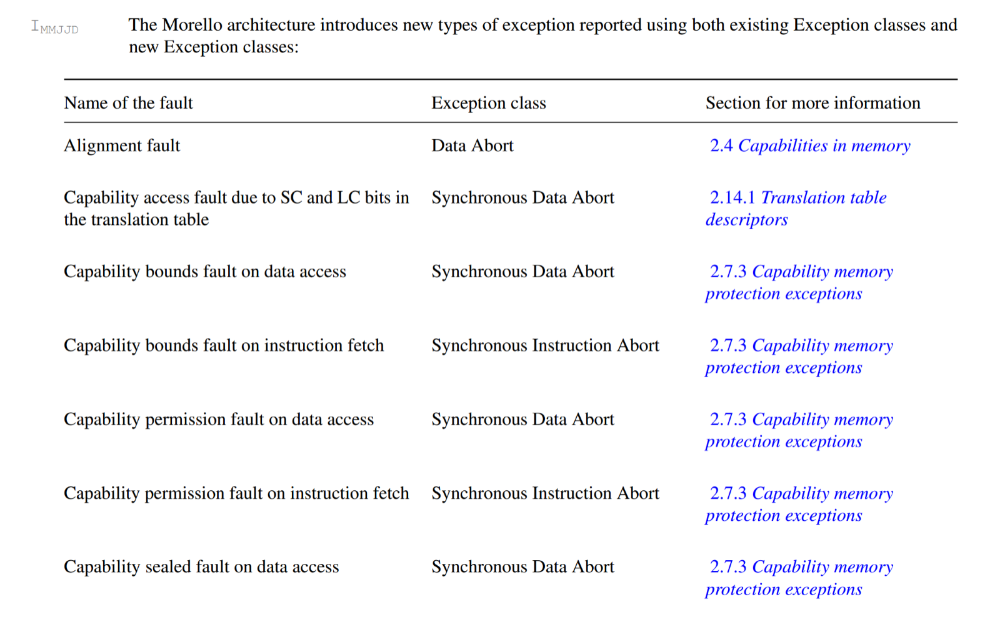 IMMJJD The Morello architecture introduces new types of exception reported using both existing Exception classes and
new Exception classes:
Name of the fault Exception class Section for more information
Alignment fault Data Abort 2.4 Capabilities in memory
Capability access fault due to SC and LC bits in Synchronous Data Abort 2.14.1 Translation table
the translation table descriptors
Capability bounds fault on data access Synchronous Data Abort 2.7.3 Capability memory
protection exceptions
Capability bounds fault on instruction fetch Synchronous Instruction Abort 2.7.3 Capability memory
protection exceptions
Capability permission fault on data access Synchronous Data Abort 2.7.3 Capability memory
protection exceptions
Capability permission fault on instruction fetch Synchronous Instruction Abort 2.7.3 Capability memory
protection exceptions
Capability sealed fault on data access Synchronous Data Abort 2.7.3 Capability memory
protection exceptions